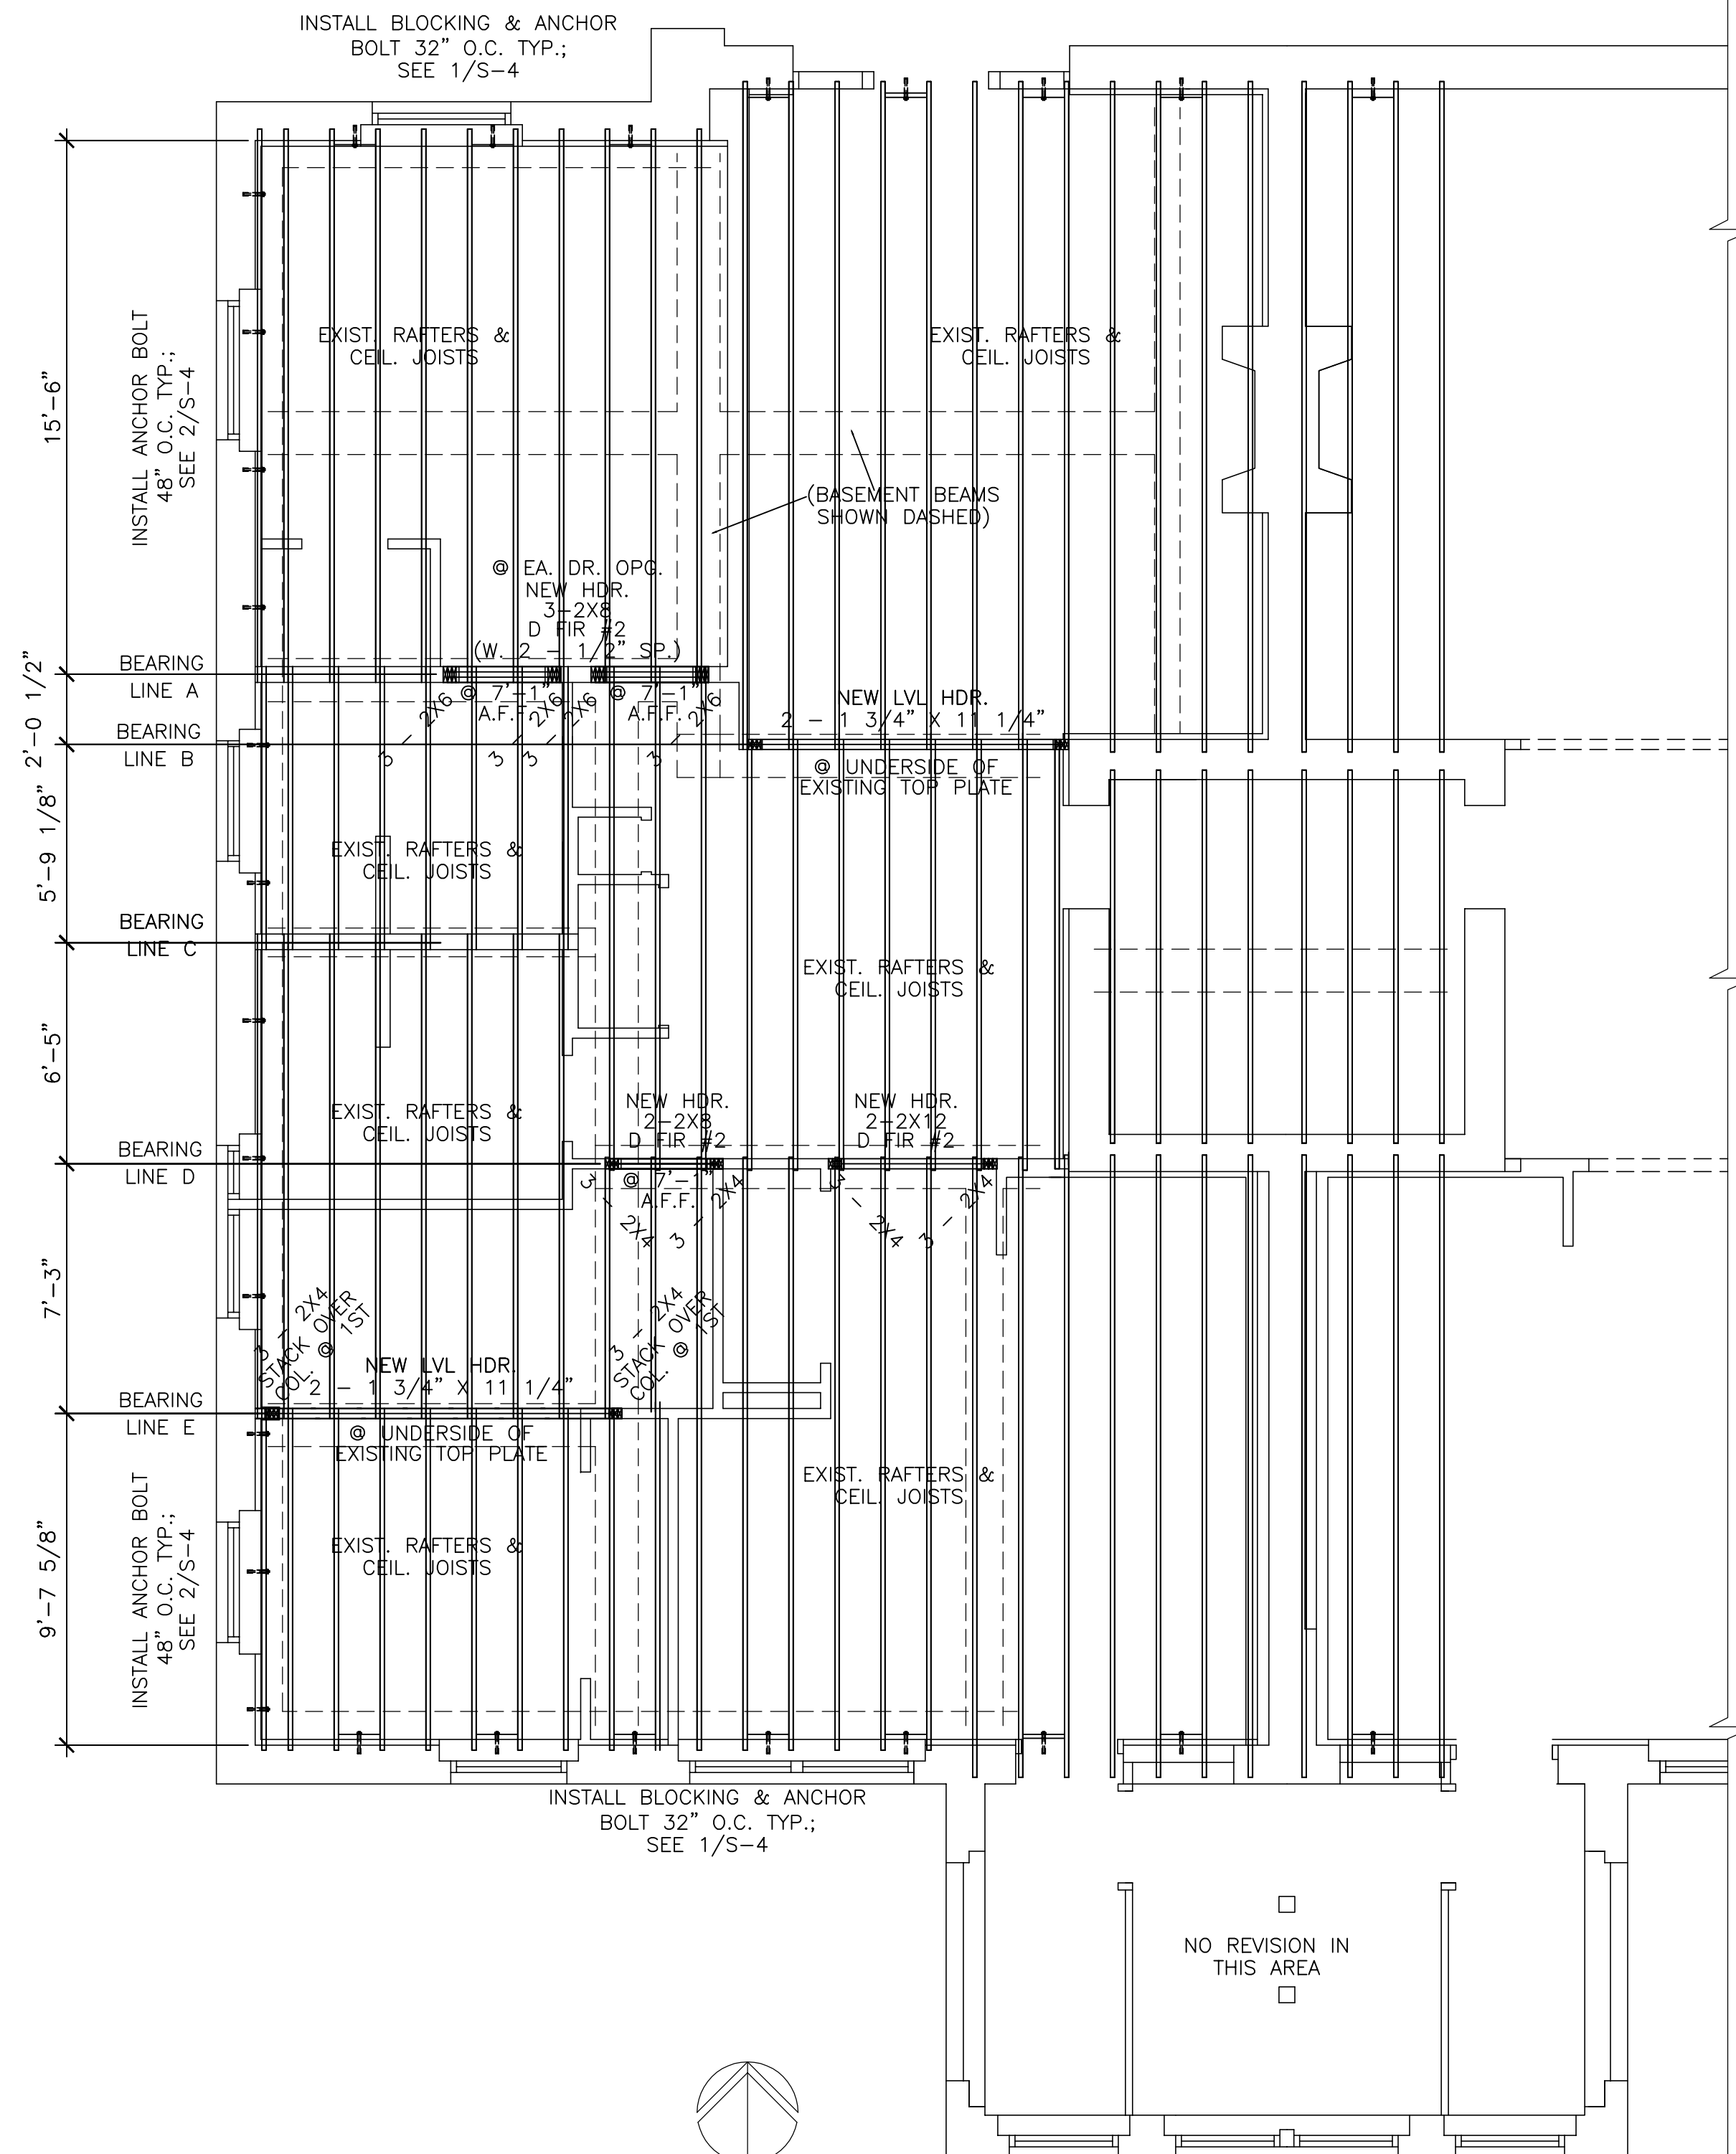 INSTALL BLOCKING & ANCHOR
BOLT 32" O.C. TYP.;
SEE 1/S-4
15'-6"
INSTALL ANCHOR BOLT
48" O.C. TYP.;
SEE 2/S-4
EXIST. RAFTERS &
CEIL. JOISTS
EXIST. RAFTERS &
CEIL. JOISTS
(BASEMENT BEAMS
SHOWN DASHED)
@ EA. DR. OPG.
NEW HDR.
3-2X8
D FIR #2
(W. 2 - 1/2" SP.)
BEARING
LINE A
@ 7'-1"
A.F.F.
@ 7'-1"
A.F.F.
3 - 2X6
3 - 2X6
3 - 2X6
3 - 2X6
2'-0 1/2"
BEARING
LINE B
NEW LVL HDR.
2 - 1 3/4" X 11 1/4"
@ UNDERSIDE OF
EXISTING TOP PLATE
5'-9 1/8"
EXIST. RAFTERS &
CEIL. JOISTS
BEARING
LINE C
EXIST. RAFTERS &
CEIL. JOISTS
6'-5"
EXIST. RAFTERS &
CEIL. JOISTS
NEW HDR.
2-2X8
D FIR #2
NEW HDR.
2-2X12
D FIR #2
BEARING
LINE D
@ 7'-1"
A.F.F.
3 - 2X4
3 - 2X4
3 - 2X4
3 - 2X4
7'-3"
3 - 2X4
STACK OVER
COL. @ 1ST
3 - 2X4
STACK OVER
COL. @ 1ST
NEW LVL HDR.
2 - 1 3/4" X 11 1/4"
BEARING
LINE E
@ UNDERSIDE OF
EXISTING TOP PLATE
EXIST. RAFTERS &
CEIL. JOISTS
9'-7 5/8"
INSTALL ANCHOR BOLT
48" O.C. TYP.;
SEE 2/S-4
EXIST. RAFTERS &
CEIL. JOISTS
INSTALL BLOCKING & ANCHOR
BOLT 32" O.C. TYP.;
SEE 1/S-4
NO REVISION IN
THIS AREA